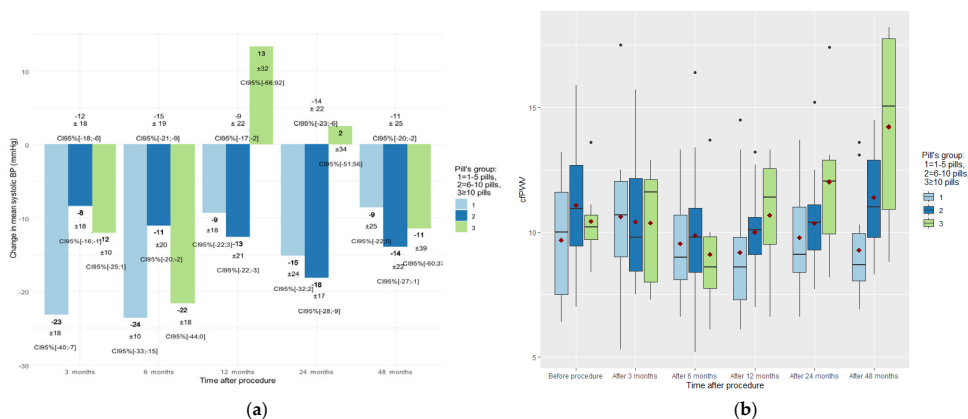 (a)
Change in mean systolic BP (mmHg)
10
0
-10
-20
-30
-12
± 18
CI95%[-18;-6]
-15
± 19
CI95%[-21;-9]
-9
± 22
CI95%[-17;-2]
-14
± 22
CI95%[-23;-6]
-11
± 25
CI95%[-20;-2]
-23
±18
CI95%[-40;-7]
-8
±18
CI95%[-16;-1]
-12
±10
CI95%[-25;1]
-24
±10
CI95%[-33;-15]
-11
±20
CI95%[-20;-2]
-22
±18
CI95%[-44;0]
-9
±18
CI95%[-22;3]
-13
±21
CI95%[-22;-3]
13
±32
CI95%[-66;92]
-15
±24
CI95%[-32;2]
-18
±17
CI95%[-28;-9]
2
±34
CI95%[-51;56]
-9
±25
CI95%[-22;5]
-14
±22
CI95%[-27;-1]
-11
±39
3 months
6 months
12 months
24 months
48 months
Time after procedure
Pill's group:
1=1-5 pills,
2=6-10 pills,
3≥10 pills
1
2
3
(b)
cfPWV
15
10
5
Before procedure
After 3 months
After 6 months
After 12 months
After 24 months
After 48 months
Time after procedure
Pill's group:
1=1-5 pills,
2=6-10 pills,
3≥10 pills
1
2
3